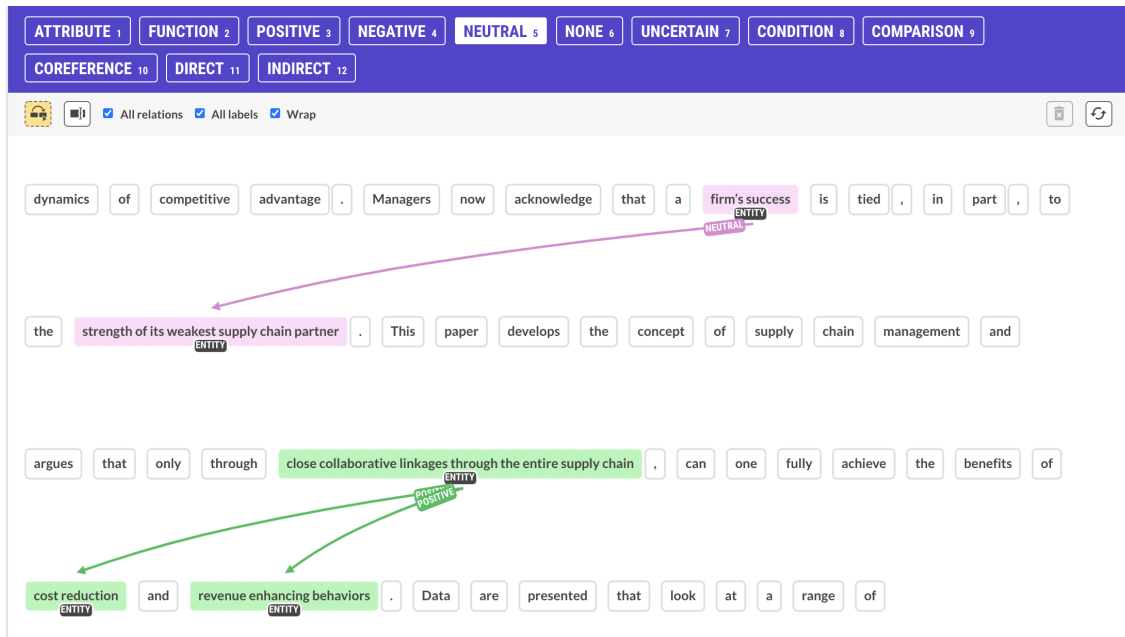 ATTRIBUTE 1 FUNCTION 2 POSITIVE 3 NEGATIVE 4 NEUTRAL 5 NONE 6 UNCERTAIN 7 CONDITION 8 COMPARISON 9
COREFERENCE 10 DIRECT 11 INDIRECT 12
All relations All labels Wrap
dynamics of competitive advantage . Managers now acknowledge that a firm's success is tied , in part , to
ENTITY
NEUTRAL
the strength of its weakest supply chain partner . This paper develops the concept of supply chain management and
ENTITY
argues that only through close collaborative linkages through the entire supply chain , can one fully achieve the benefits of
ENTITY
POSITIVE
POSITIVE
cost reduction and revenue enhancing behaviors . Data are presented that look at a range of
ENTITY ENTITY